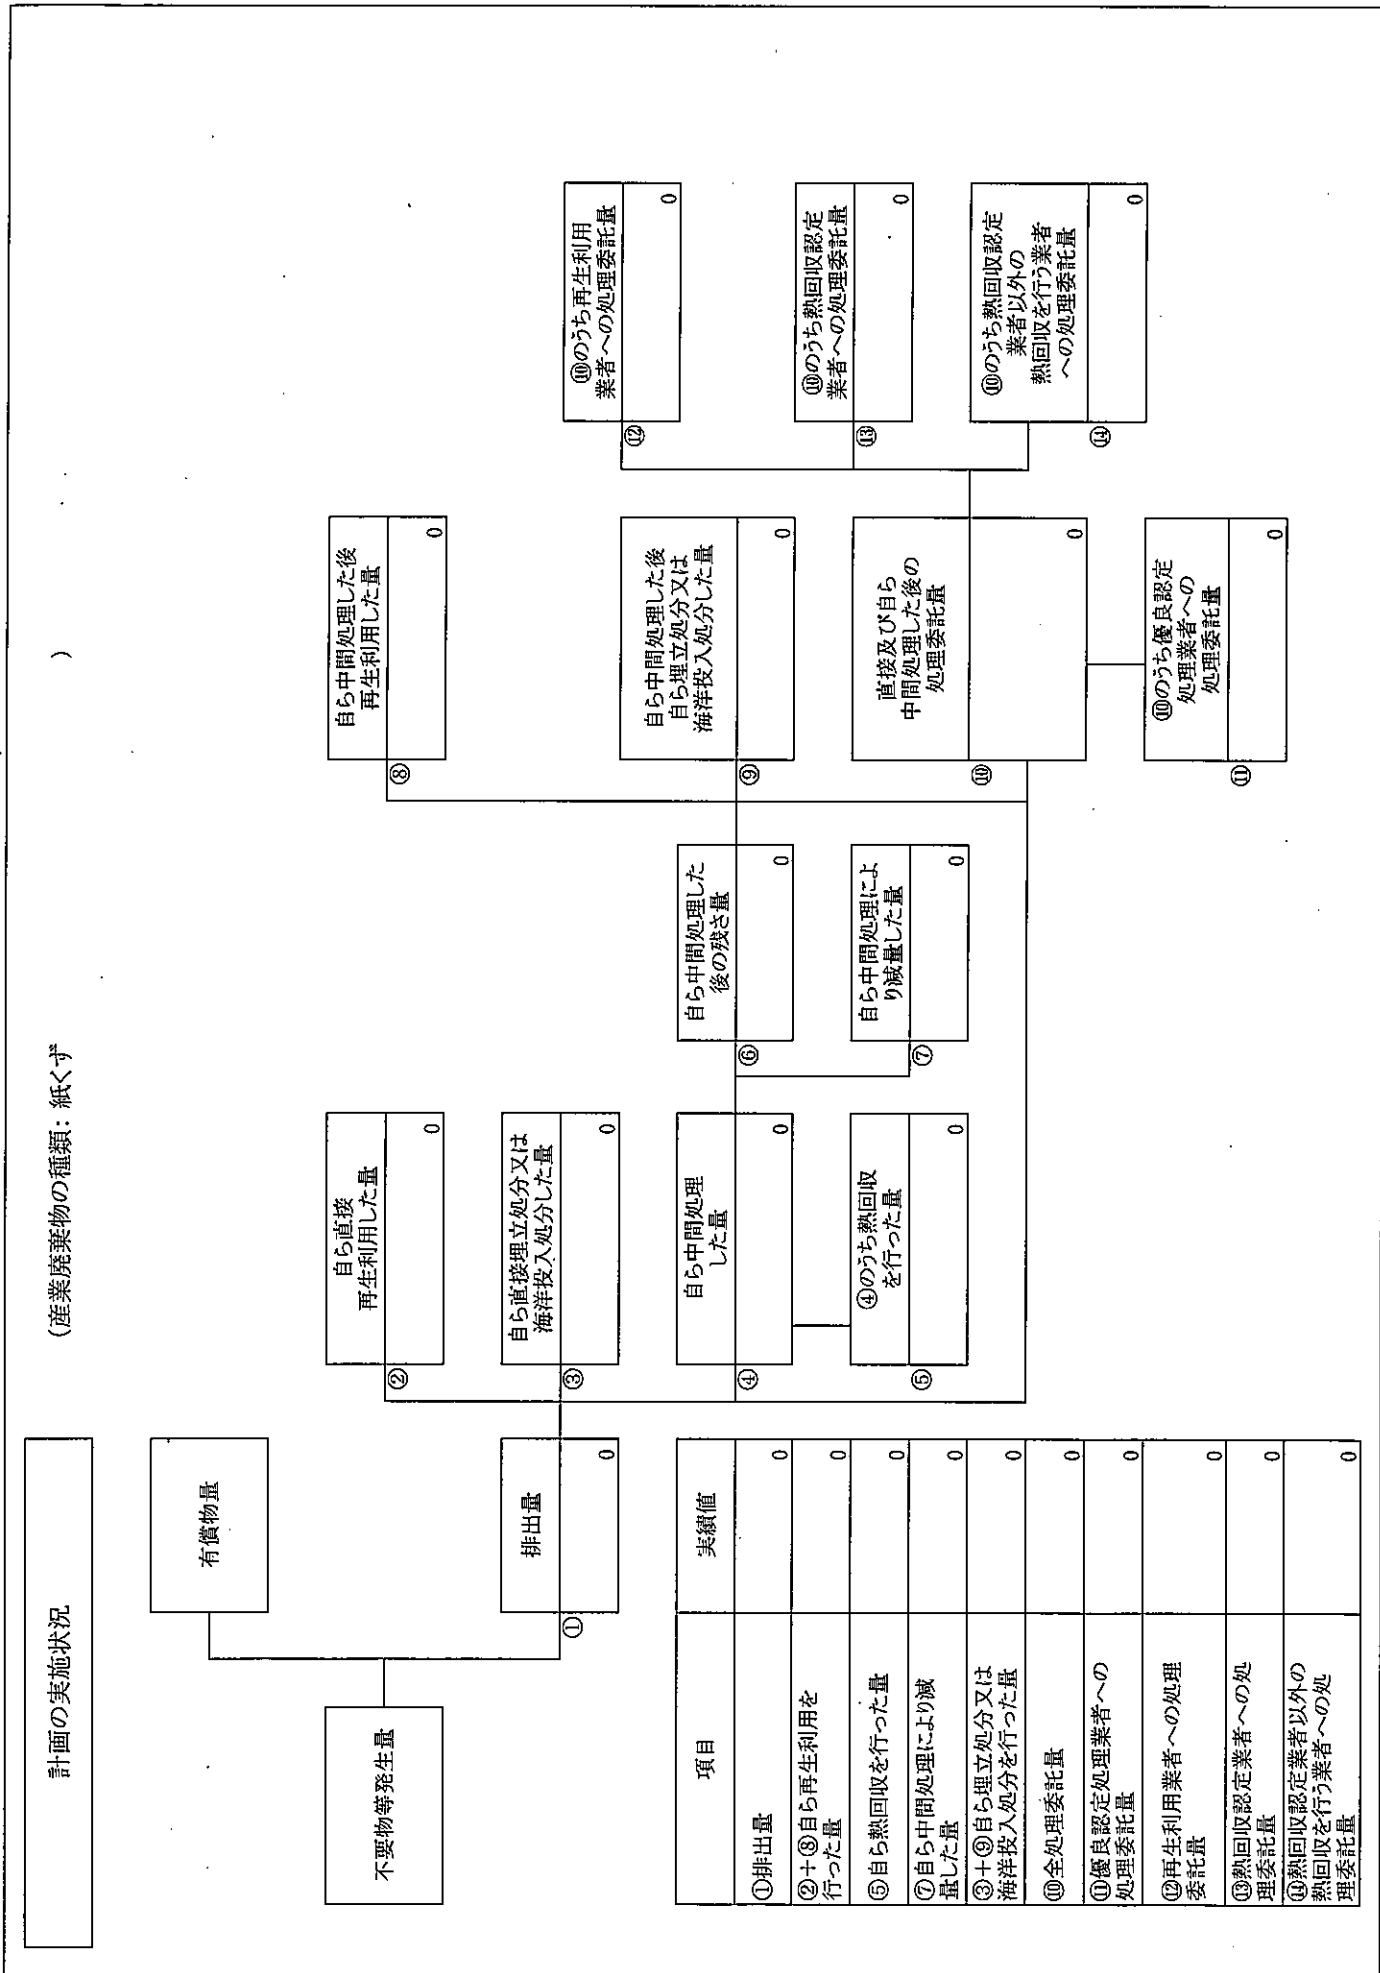 計画の実施状況
(産業廃棄物の種類: 紙くず
)
不要物等発生量
有償物量
排出量
①
0
自ら直接
再生利用した量
②
0
自ら直接埋立処分又は
海洋投入処分した量
③
0
自ら中間処理
した量
④
0
④のうち熱回収
を行った量
⑤
0
自ら中間処理した
後の残さ量
⑥
0
自ら中間処理によ
り減量した量
⑦
0
自ら中間処理した後
再生利用した量
⑧
0
自ら中間処理した後
自ら埋立処分又は
海洋投入処分した量
⑨
0
直接及び自ら
中間処理した後の
処理委託量
⑩
0
⑩のうち優良認定
処理業者への
処理委託量
⑪
0
⑩のうち再生利用
業者への処理委託量
⑫
0
⑩のうち熱回収認定
業者への処理委託量
⑬
0
⑩のうち熱回収認定
業者以外の
熱回収を行う業者
への処理委託量
⑭
0
項目
実績値
①排出量
0
②+⑧自ら再生利用を
行った量
0
⑤自ら熱回収を行った量
0
⑦自ら中間処理により減
量した量
0
③+⑨自ら埋立処分又は
海洋投入処分を行った量
0
⑩全処理委託量
0
⑪優良認定処理業者への
処理委託量
0
⑫再生利用業者への処理
委託量
0
⑬熱回収認定業者への処
理委託量
0
⑭熱回収認定業者以外の
熱回収を行う業者への処
理委託量
0